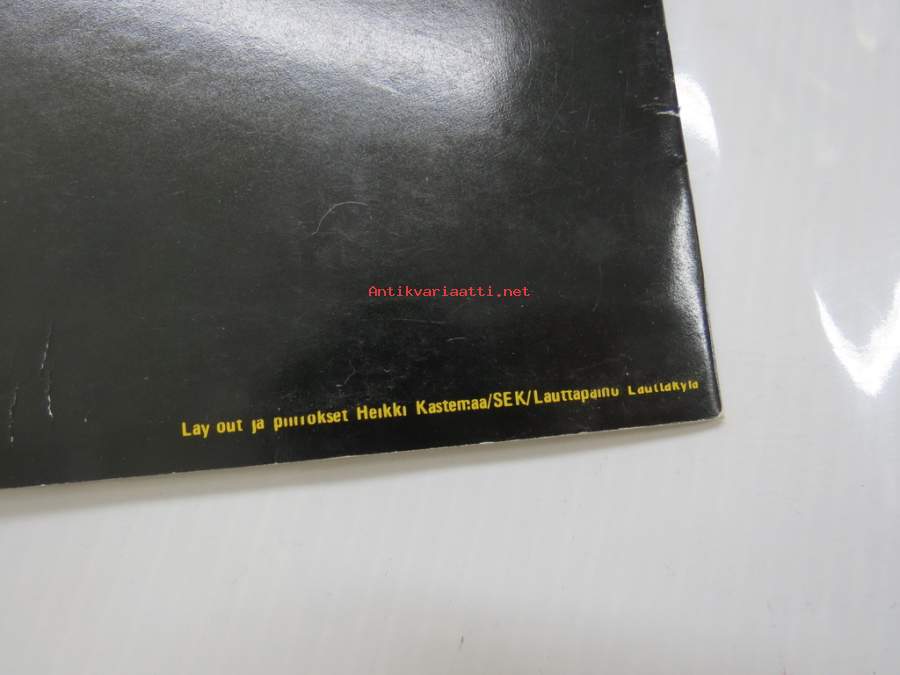 Antikvariaatti.net
Lay out ja piirrokset Heikki Kastemaa/SEK/Lauttapaino Lauttakylä